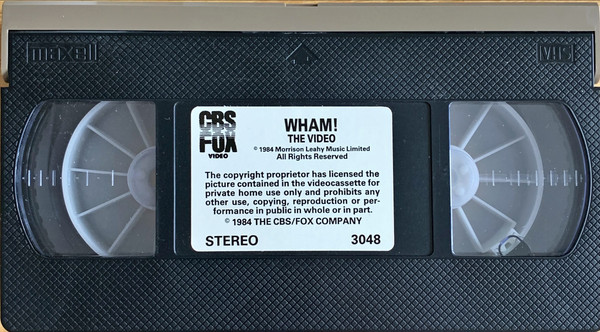 maxell
VHS
CBS
FOX
VIDEO
WHAM!
THE VIDEO
© 1984 Morrison Leahy Music Limited
All Rights Reserved
The copyright proprietor has licensed the
picture contained in the videocassette for
private home use only and prohibits any
other use, copying, reproduction or per-
formance in public in whole or in part.
© 1984 THE CBS/FOX COMPANY
STEREO 3048